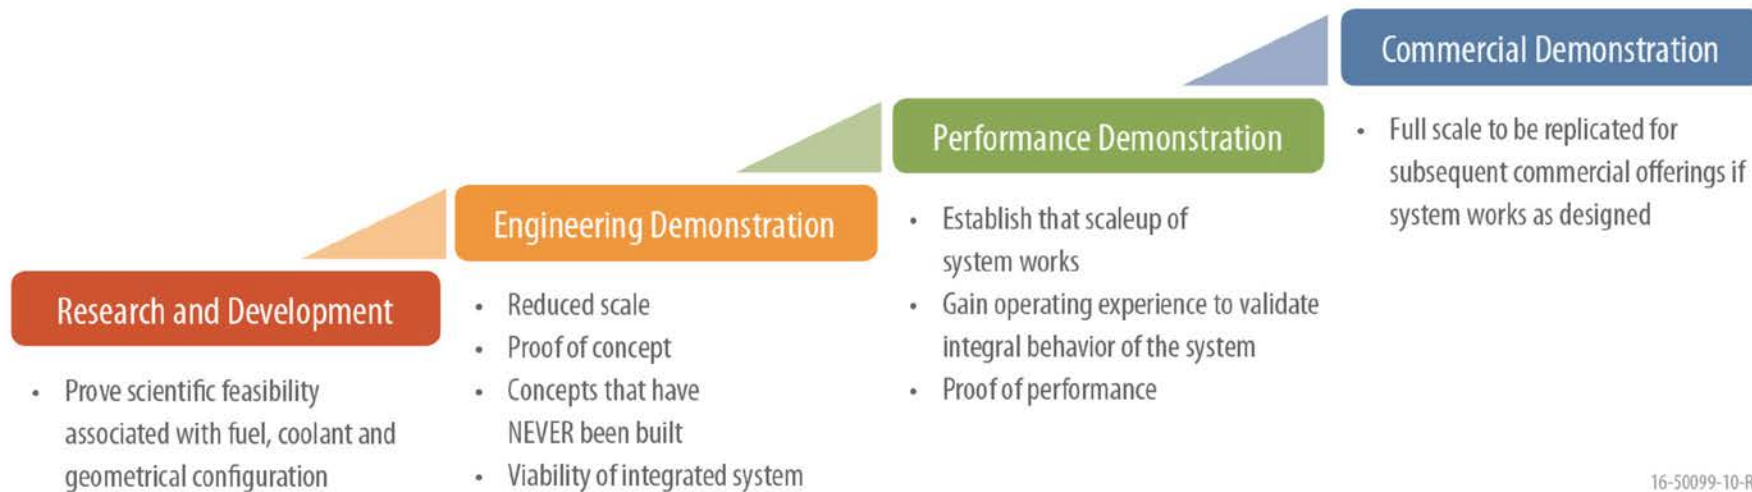 Research and Development
• Prove scientific feasibility
associated with fuel, coolant and
geometrical configuration
Engineering Demonstration
• Reduced scale
• Proof of concept
• Concepts that have
NEVER been built
• Viability of integrated system
Performance Demonstration
• Establish that scaleup of
system works
• Gain operating experience to validate
integral behavior of the system
• Proof of performance
Commercial Demonstration
• Full scale to be replicated for
subsequent commercial offerings if
system works as designed
16-50099-10-R